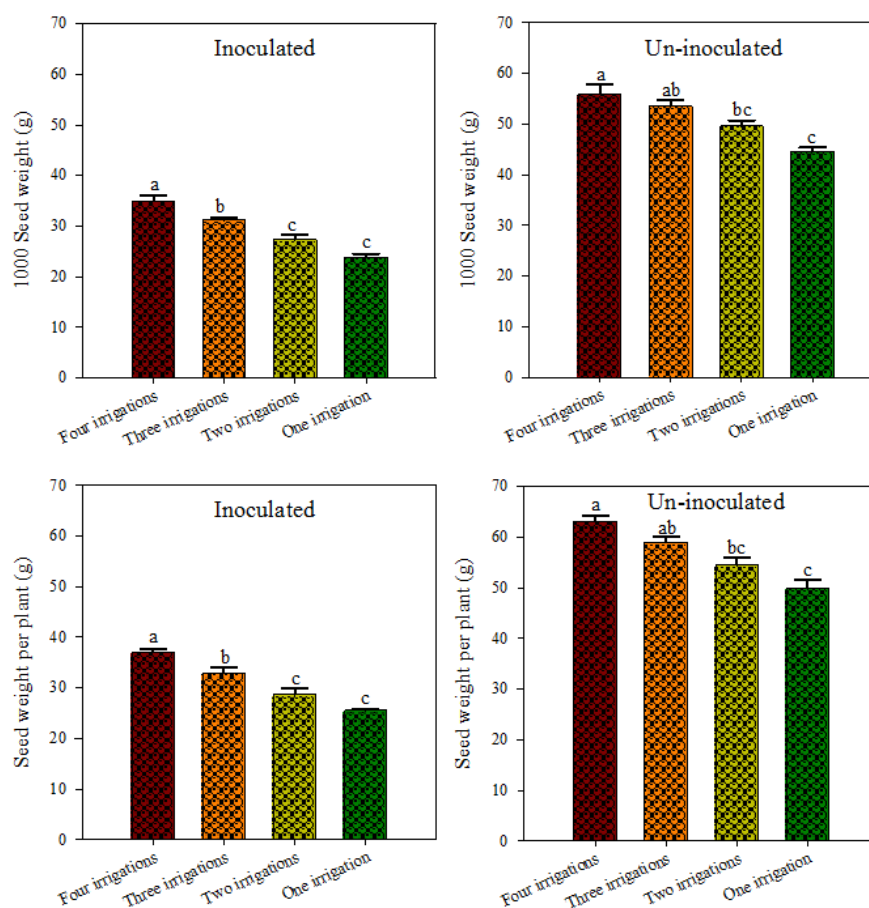 Inoculated
1000 Seed weight (g)
70
60
50
40
30
20
10
0
a
b
c
c
Four irrigations
Three irrigations
Two irrigations
One irrigation
Un-inoculated
1000 Seed weight (g)
70
60
50
40
30
20
10
0
a
ab
bc
c
Four irrigations
Three irrigations
Two irrigations
One irrigation
Inoculated
Seed weight per plant (g)
70
60
50
40
30
20
10
0
a
b
c
c
Four irrigations
Three irrigations
Two irrigations
One irrigation
Un-inoculated
Seed weight per plant (g)
70
60
50
40
30
20
10
0
a
ab
bc
c
Four irrigations
Three irrigations
Two irrigations
One irrigation